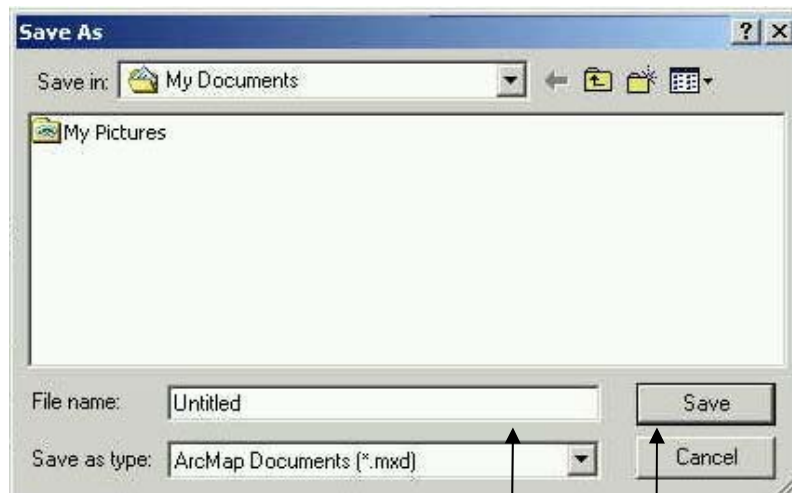 Save As
Save in: My Documents
My Pictures
File name: Untitled Save
Save as type: ArcMap Documents (*.mxd) Cancel